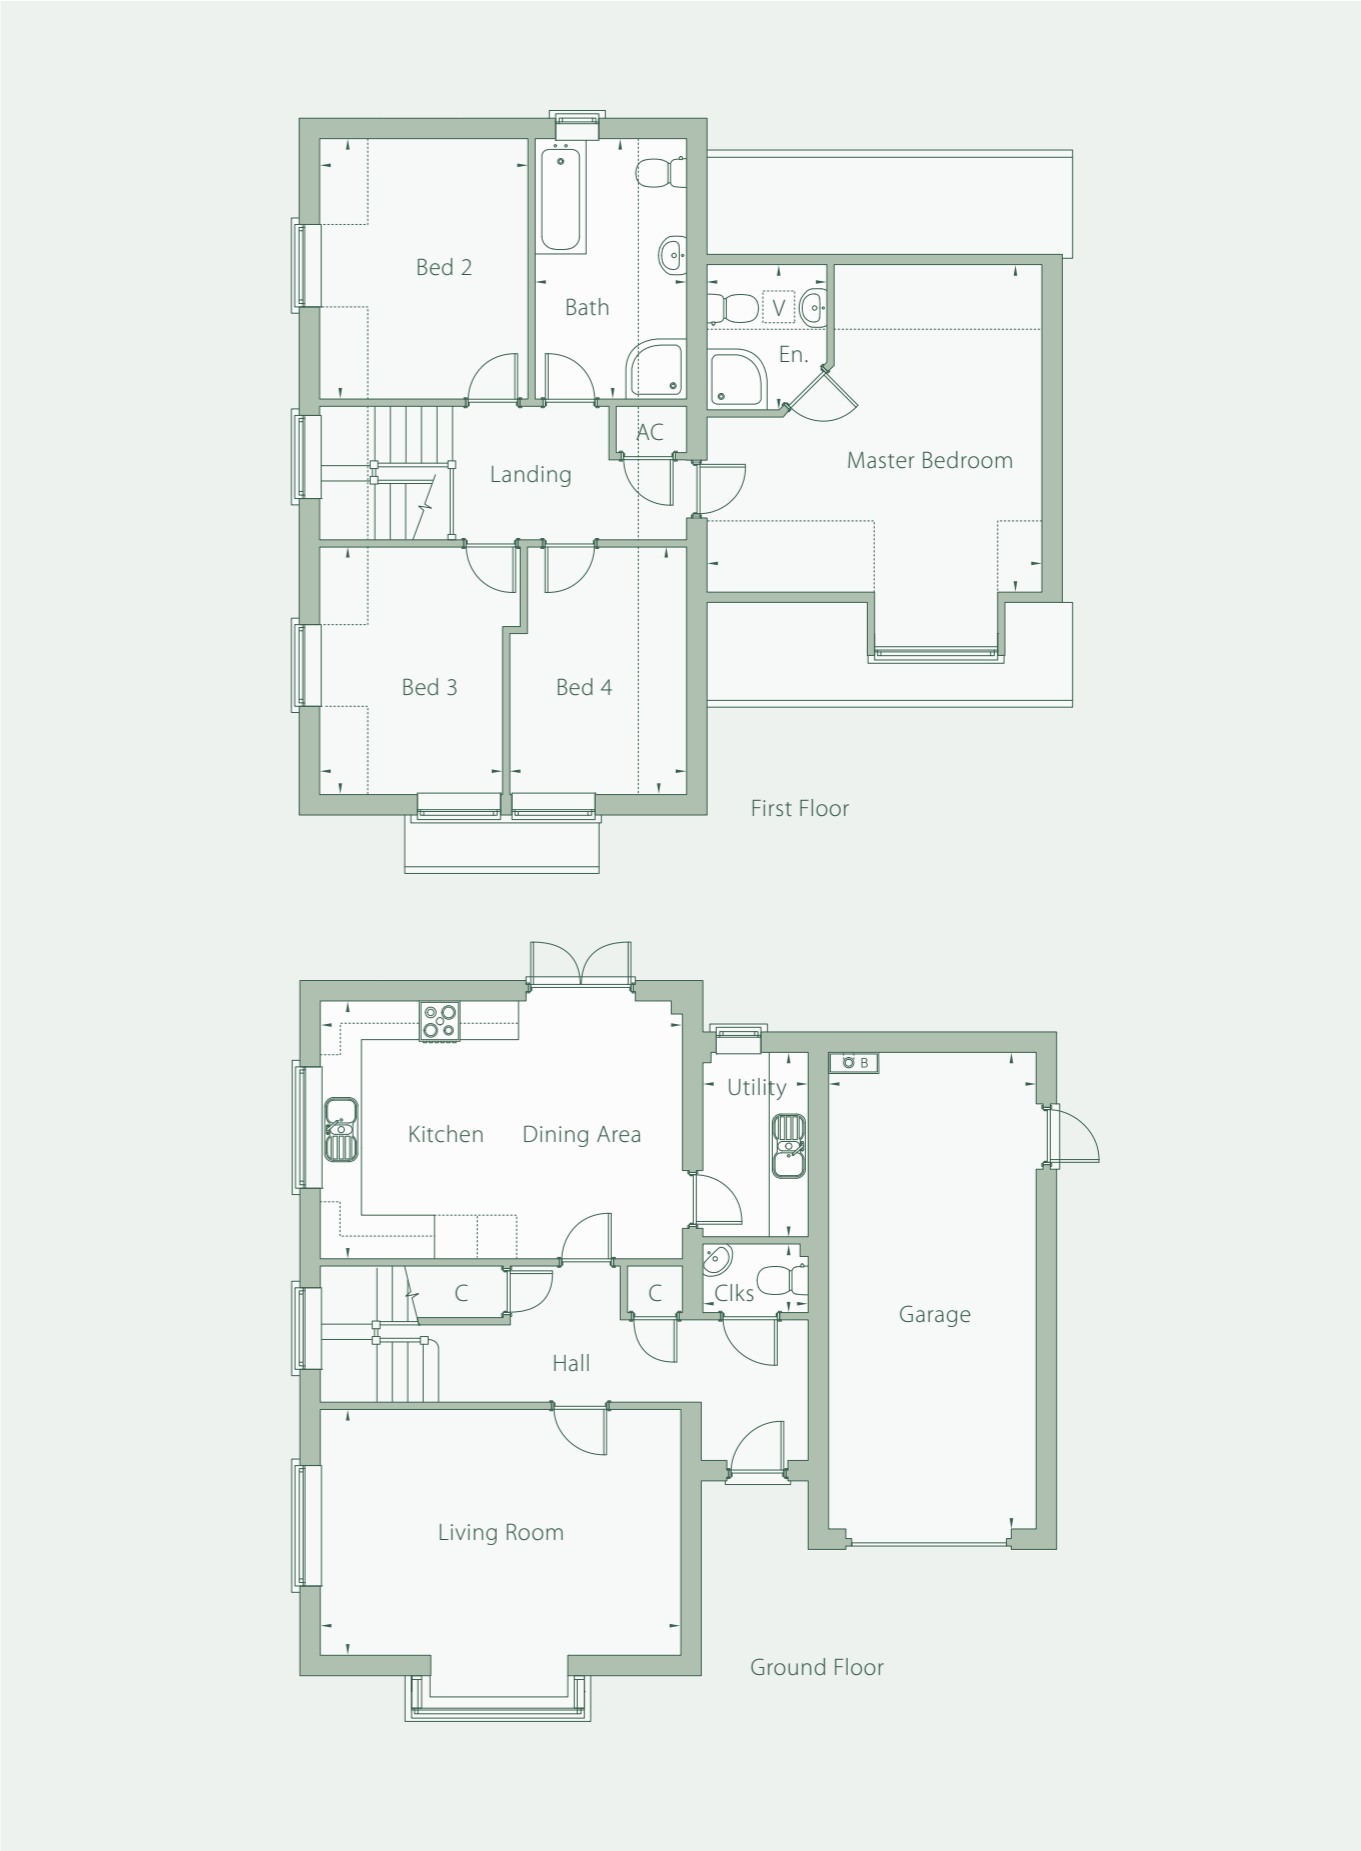 Bed 2
Bath
V
En.
AC
Landing
Master Bedroom
Bed 3
Bed 4
First Floor
B
Utility
Kitchen
Dining Area
C
C
Clks
Garage
Hall
Living Room
Ground Floor